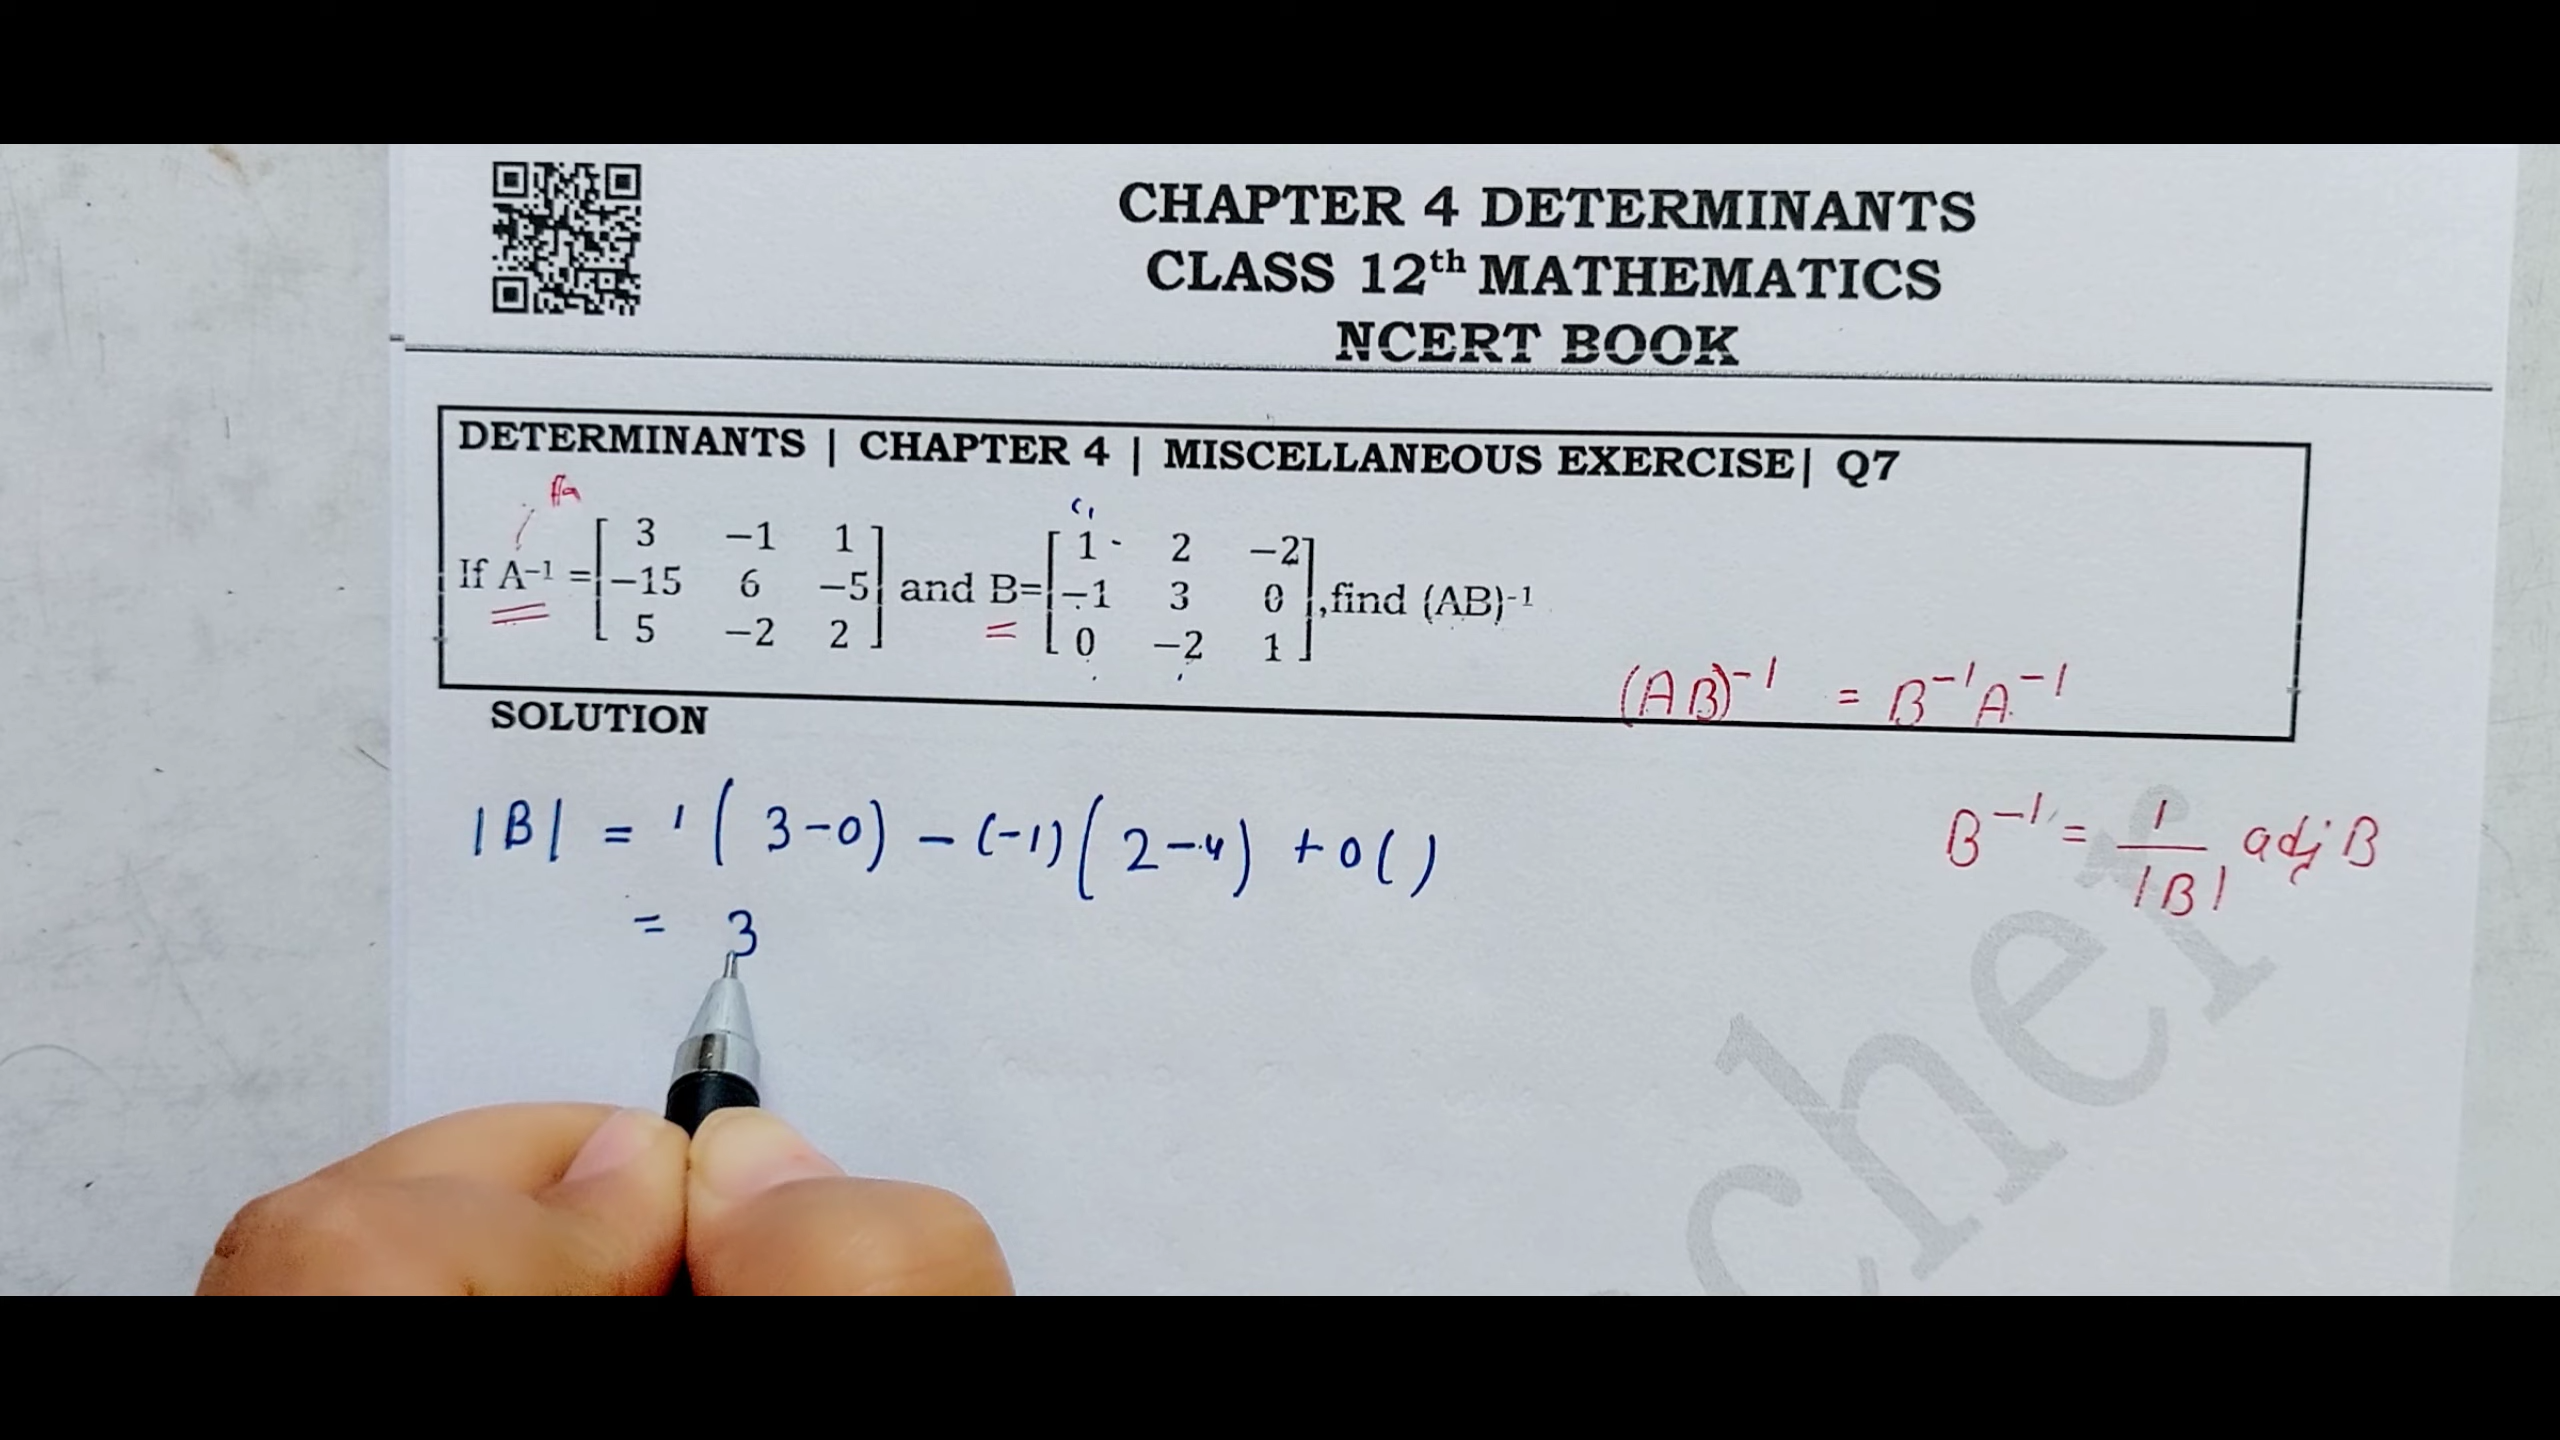 CHAPTER 4 DETERMINANTS
CLASS 12th MATHEMATICS
NCERT BOOK
DETERMINANTS | CHAPTER 4 | MISCELLANEOUS EXERCISE| Q7
If A⁻¹ = [3 −1 1; −15 6 −5; 5 −2 2] and B= [1 2 −2; −1 3 0; 0 −2 1] ,find (AB)⁻¹
(AB)⁻¹ = B⁻¹A⁻¹
SOLUTION
|B| = 1(3-0) - (-1)(2-4) + 0()
= 3
B⁻¹ = 1/|B| adj B
cher